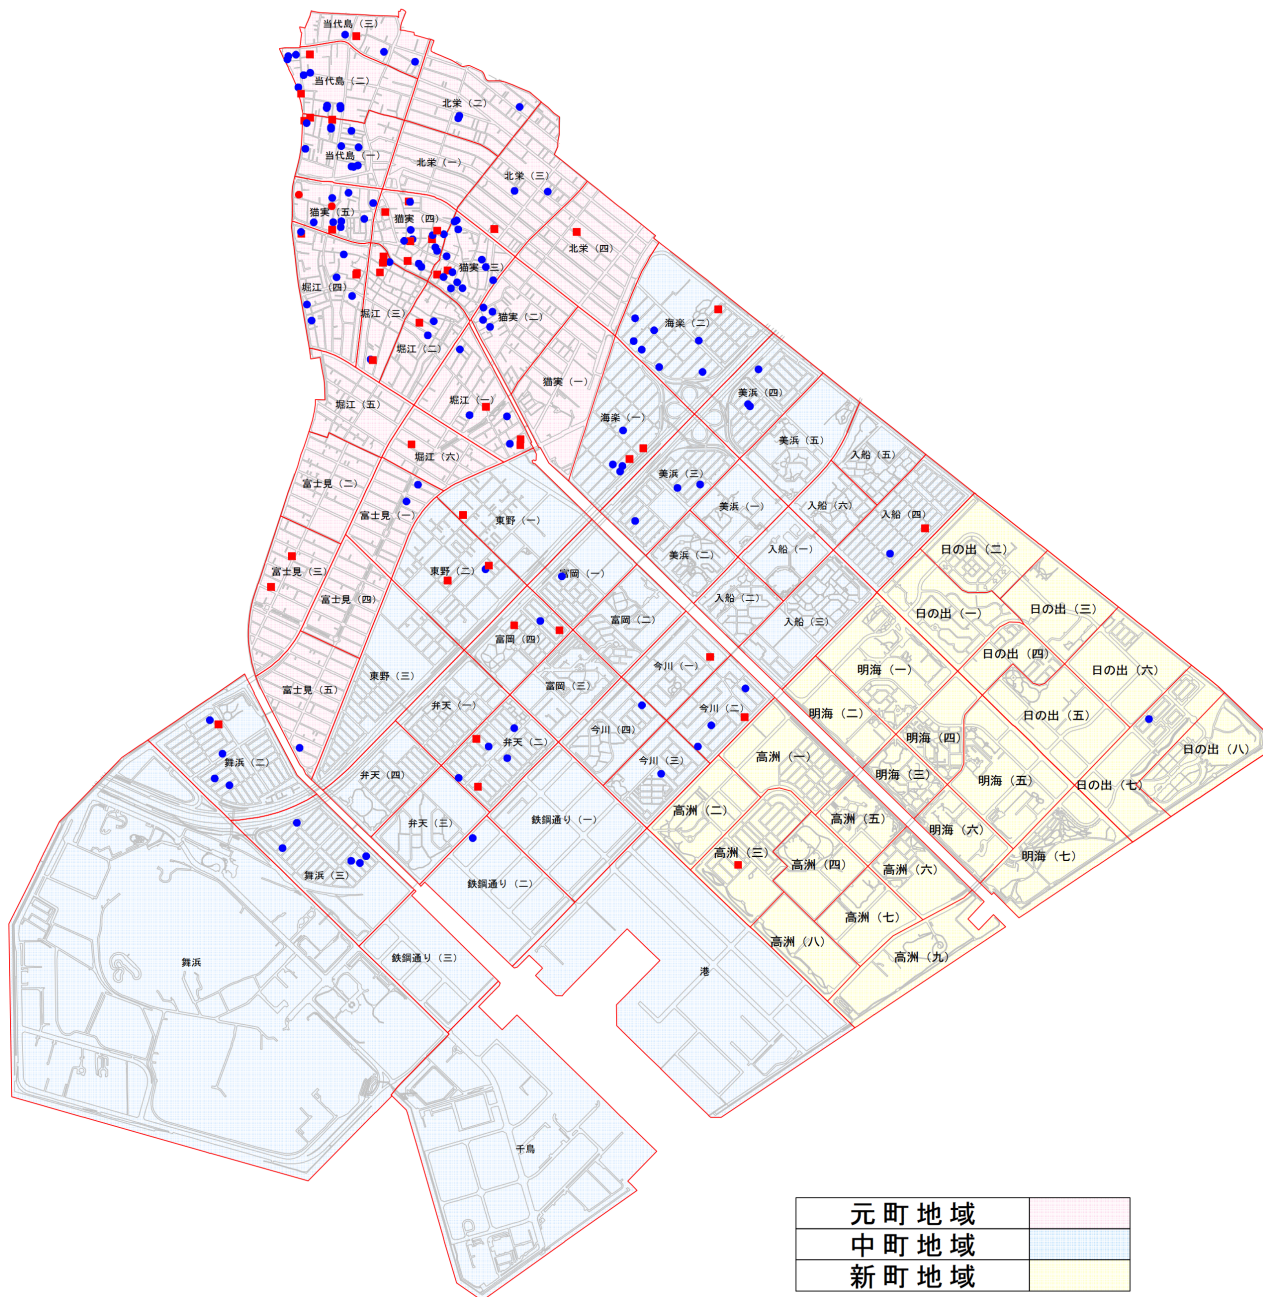 当代島（三）
当代島（二）
北栄（二）
当代島（一）
北栄（一）
北栄（三）
猫実（五）
猫実（四）
北栄（四）
猫実（三）
堀江（四）
堀江（三）
猫実（二）
海楽（二）
堀江（二）
猫実（一）
美浜（四）
堀江（五）
堀江（一）
海楽（一）
美浜（五）
堀江（六）
入船（五）
富士見（二）
美浜（三）
富士見（一）
東野（一）
美浜（一）
入船（六）
入船（四）
美浜（二）
入船（一）
日の出（二）
富士見（三）
東野（二）
富岡（一）
富士見（四）
入船（二）
入船（三）
日の出（一）
日の出（三）
富岡（四）
富岡（二）
日の出（四）
今川（一）
明海（一）
日の出（六）
東野（三）
富岡（三）
富士見（五）
弁天（一）
今川（二）
明海（二）
日の出（五）
今川（四）
明海（四）
弁天（二）
日の出（八）
舞浜（二）
高洲（一）
今川（三）
弁天（四）
明海（三）
明海（五）
日の出（七）
高洲（二）
弁天（三）
鉄鋼通り（一）
高洲（五）
明海（六）
高洲（三）
明海（七）
高洲（四）
高洲（六）
舞浜（三）
鉄鋼通り（二）
高洲（七）
高洲（八）
鉄鋼通り（三）
高洲（九）
舞浜
港
千鳥
元町地域
中町地域
新町地域